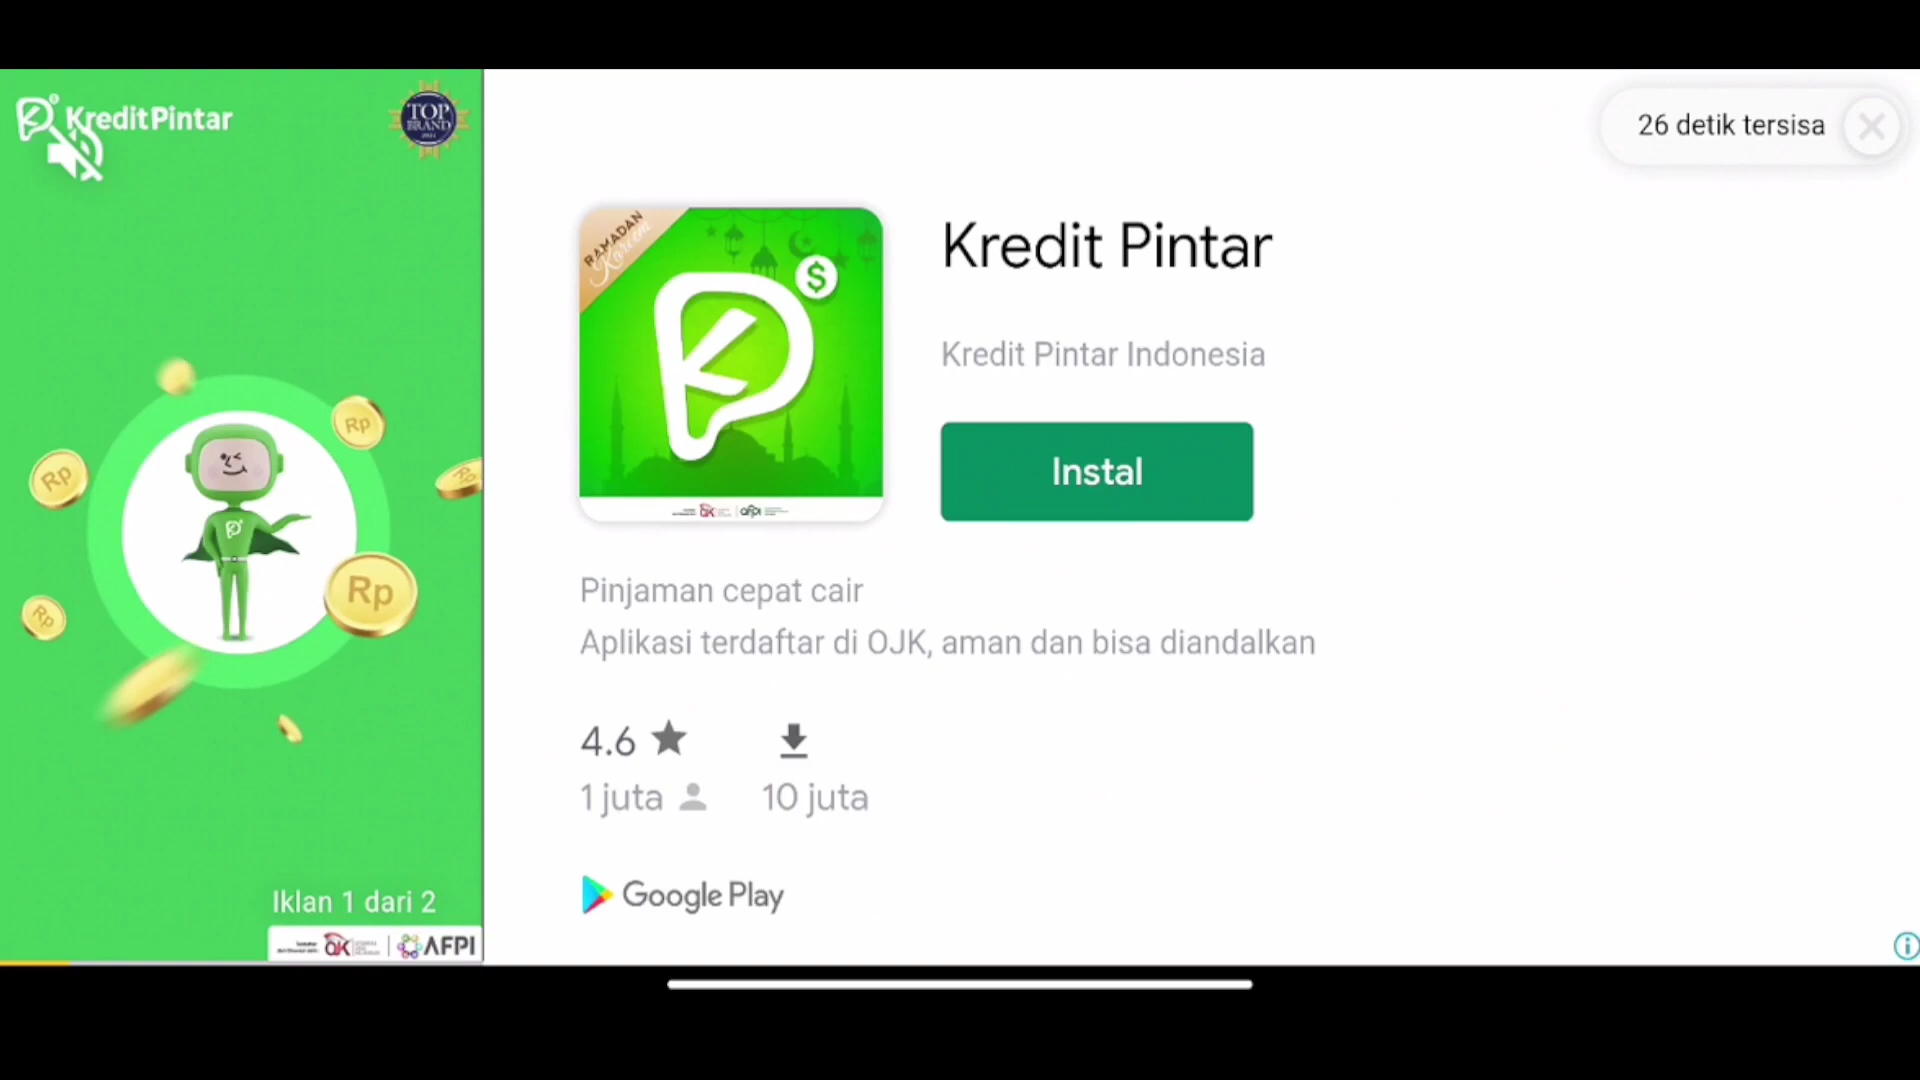 KreditPintar
TOP
BRAND
26 detik tersisa
RAMADAN
Kareem
$
Kredit Pintar
Kredit Pintar Indonesia
Instal
Rp
Rp
Rp
Rp
Rp
Pinjaman cepat cair
Aplikasi terdaftar di OJK, aman dan bisa diandalkan
4.6
1 juta
10 juta
Google Play
Iklan 1 dari 2
AFPI